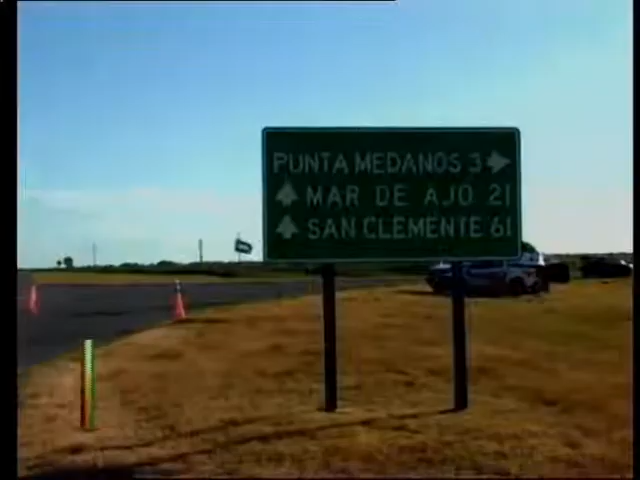 PUNTA MEDANOS 3
MAR DE AJO 21
SAN CLEMENTE 61